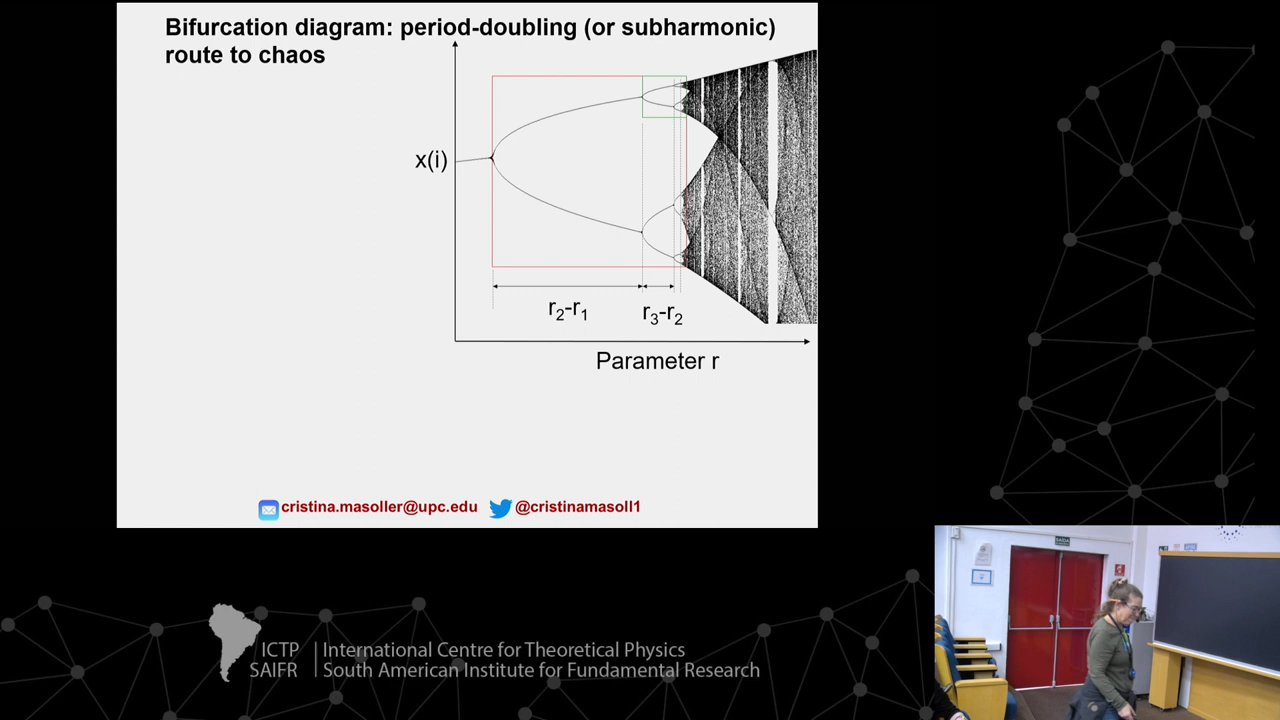 Bifurcation diagram: period-doubling (or subharmonic)
route to chaos
x(i)
r2-r1
r3-r2
Parameter r
cristina.masoller@upc.edu
@cristinamasoll1
SAÍDA
ICTP
SAIFR
International Centre for Theoretical Physics
South American Institute for Fundamental Research